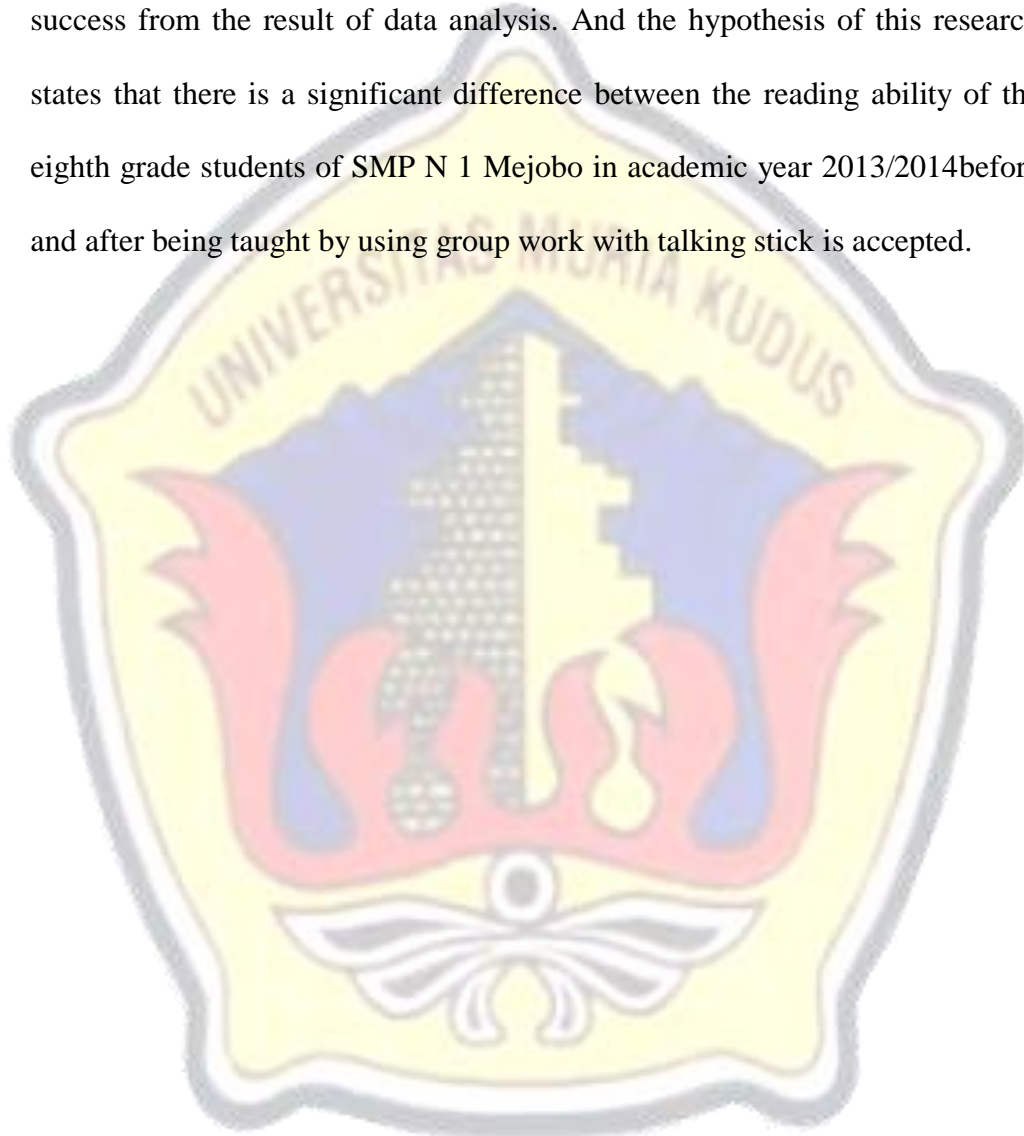 success from the result of data analysis. And the hypothesis of this research
states that there is a significant difference between the reading ability of th
eighth grade students of SMP N 1 Mejobo in academic year 2013/2014befor
and after being taught by using group work with talking stick is accepted.
UNIVERSITAS MURIA KUDUS